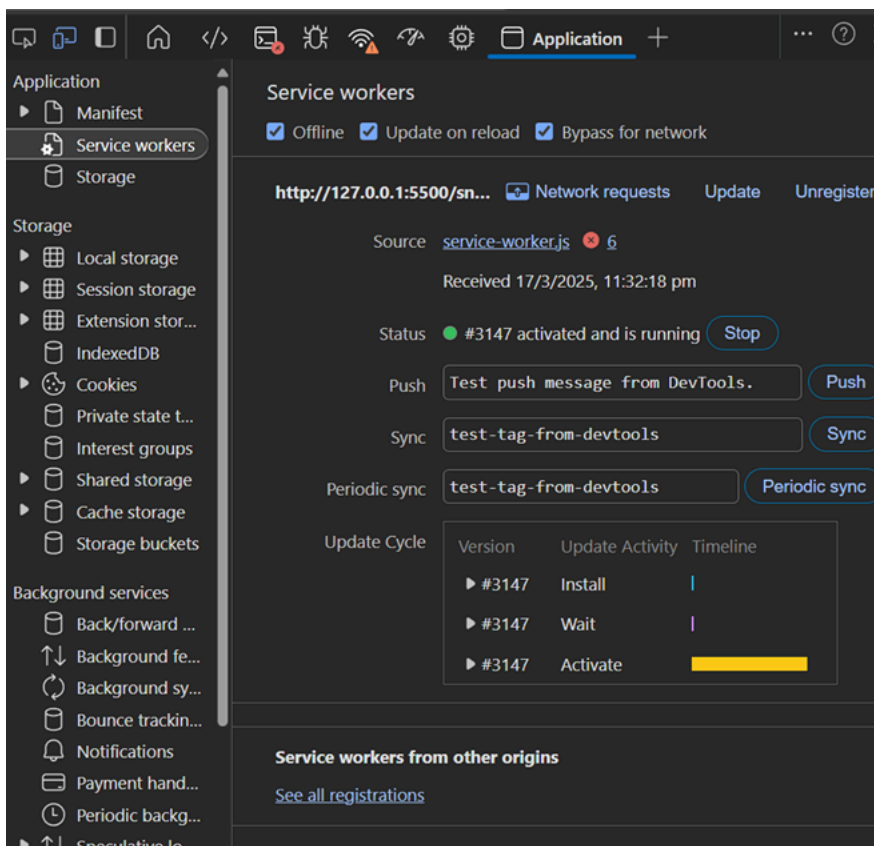 Application
Application
Manifest
Service workers
Storage
Storage
Local storage
Session storage
Extension stor...
IndexedDB
Cookies
Private state t...
Interest groups
Shared storage
Cache storage
Storage buckets
Background services
Back/forward ...
Background fe...
Background sy...
Bounce trackin...
Notifications
Payment hand...
Periodic backg...
Speculative lo...
Service workers
Offline Update on reload Bypass for network
http://127.0.0.1:5500/sn... Network requests Update Unregister
Source service-worker.js 6
Received 17/3/2025, 11:32:18 pm
Status #3147 activated and is running Stop
Push Test push message from DevTools. Push
Sync test-tag-from-devtools Sync
Periodic sync test-tag-from-devtools Periodic sync
Update Cycle Version Update Activity Timeline
#3147 Install
#3147 Wait
#3147 Activate
Service workers from other origins
See all registrations